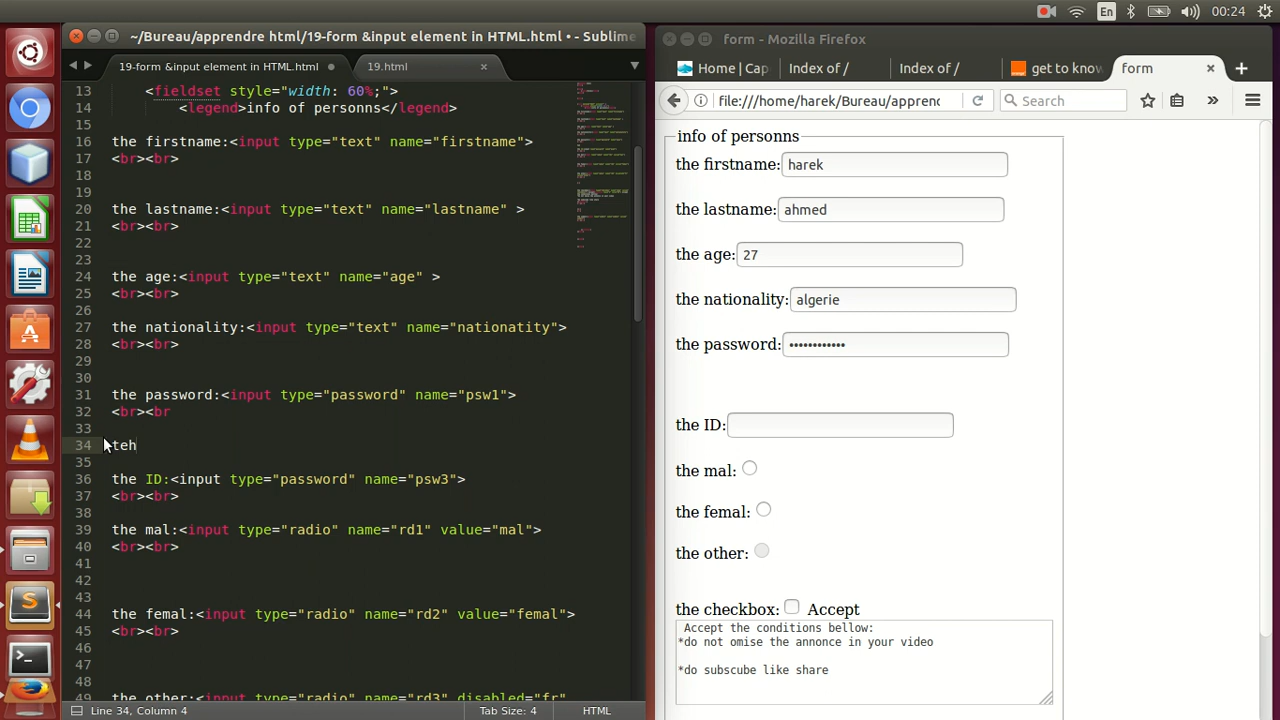 En
00:24
~/Bureau/apprendre html/19-form &input element in HTML.html • - Sublime
19-form &input element in HTML.html
19.html
13 <fieldset style="width: 60%;">
14 <legend>info of personns</legend>
15
16 the firstname:<input type="text" name="firstname">
17 <br><br>
18
19
20 the lastname:<input type="text" name="lastname" >
21 <br><br>
22
23
24 the age:<input type="text" name="age" >
25 <br><br>
26
27 the nationality:<input type="text" name="nationatity">
28 <br><br>
29
30
31 the password:<input type="password" name="psw1">
32 <br><br
33
34 teh
35
36 the ID:<input type="password" name="psw3">
37 <br><br>
38
39 the mal:<input type="radio" name="rd1" value="mal">
40 <br><br>
41
42
43
44 the femal:<input type="radio" name="rd2" value="femal">
45 <br><br>
46
47
48
49 the other:<input type="radio" name="rd3" disabled="fr"
Line 34, Column 4
Tab Size: 4
HTML
form - Mozilla Firefox
Home | Cap
Index of /
Index of /
get to know
form
file:///home/harek/Bureau/apprend
Search
info of personns
the firstname: harek
the lastname: ahmed
the age: 27
the nationality: algerie
the password: ••••••••••••
the ID:
the mal:
the femal:
the other:
the checkbox: Accept
Accept the conditions bellow:
*do not omise the annonce in your video
*do subscube like share